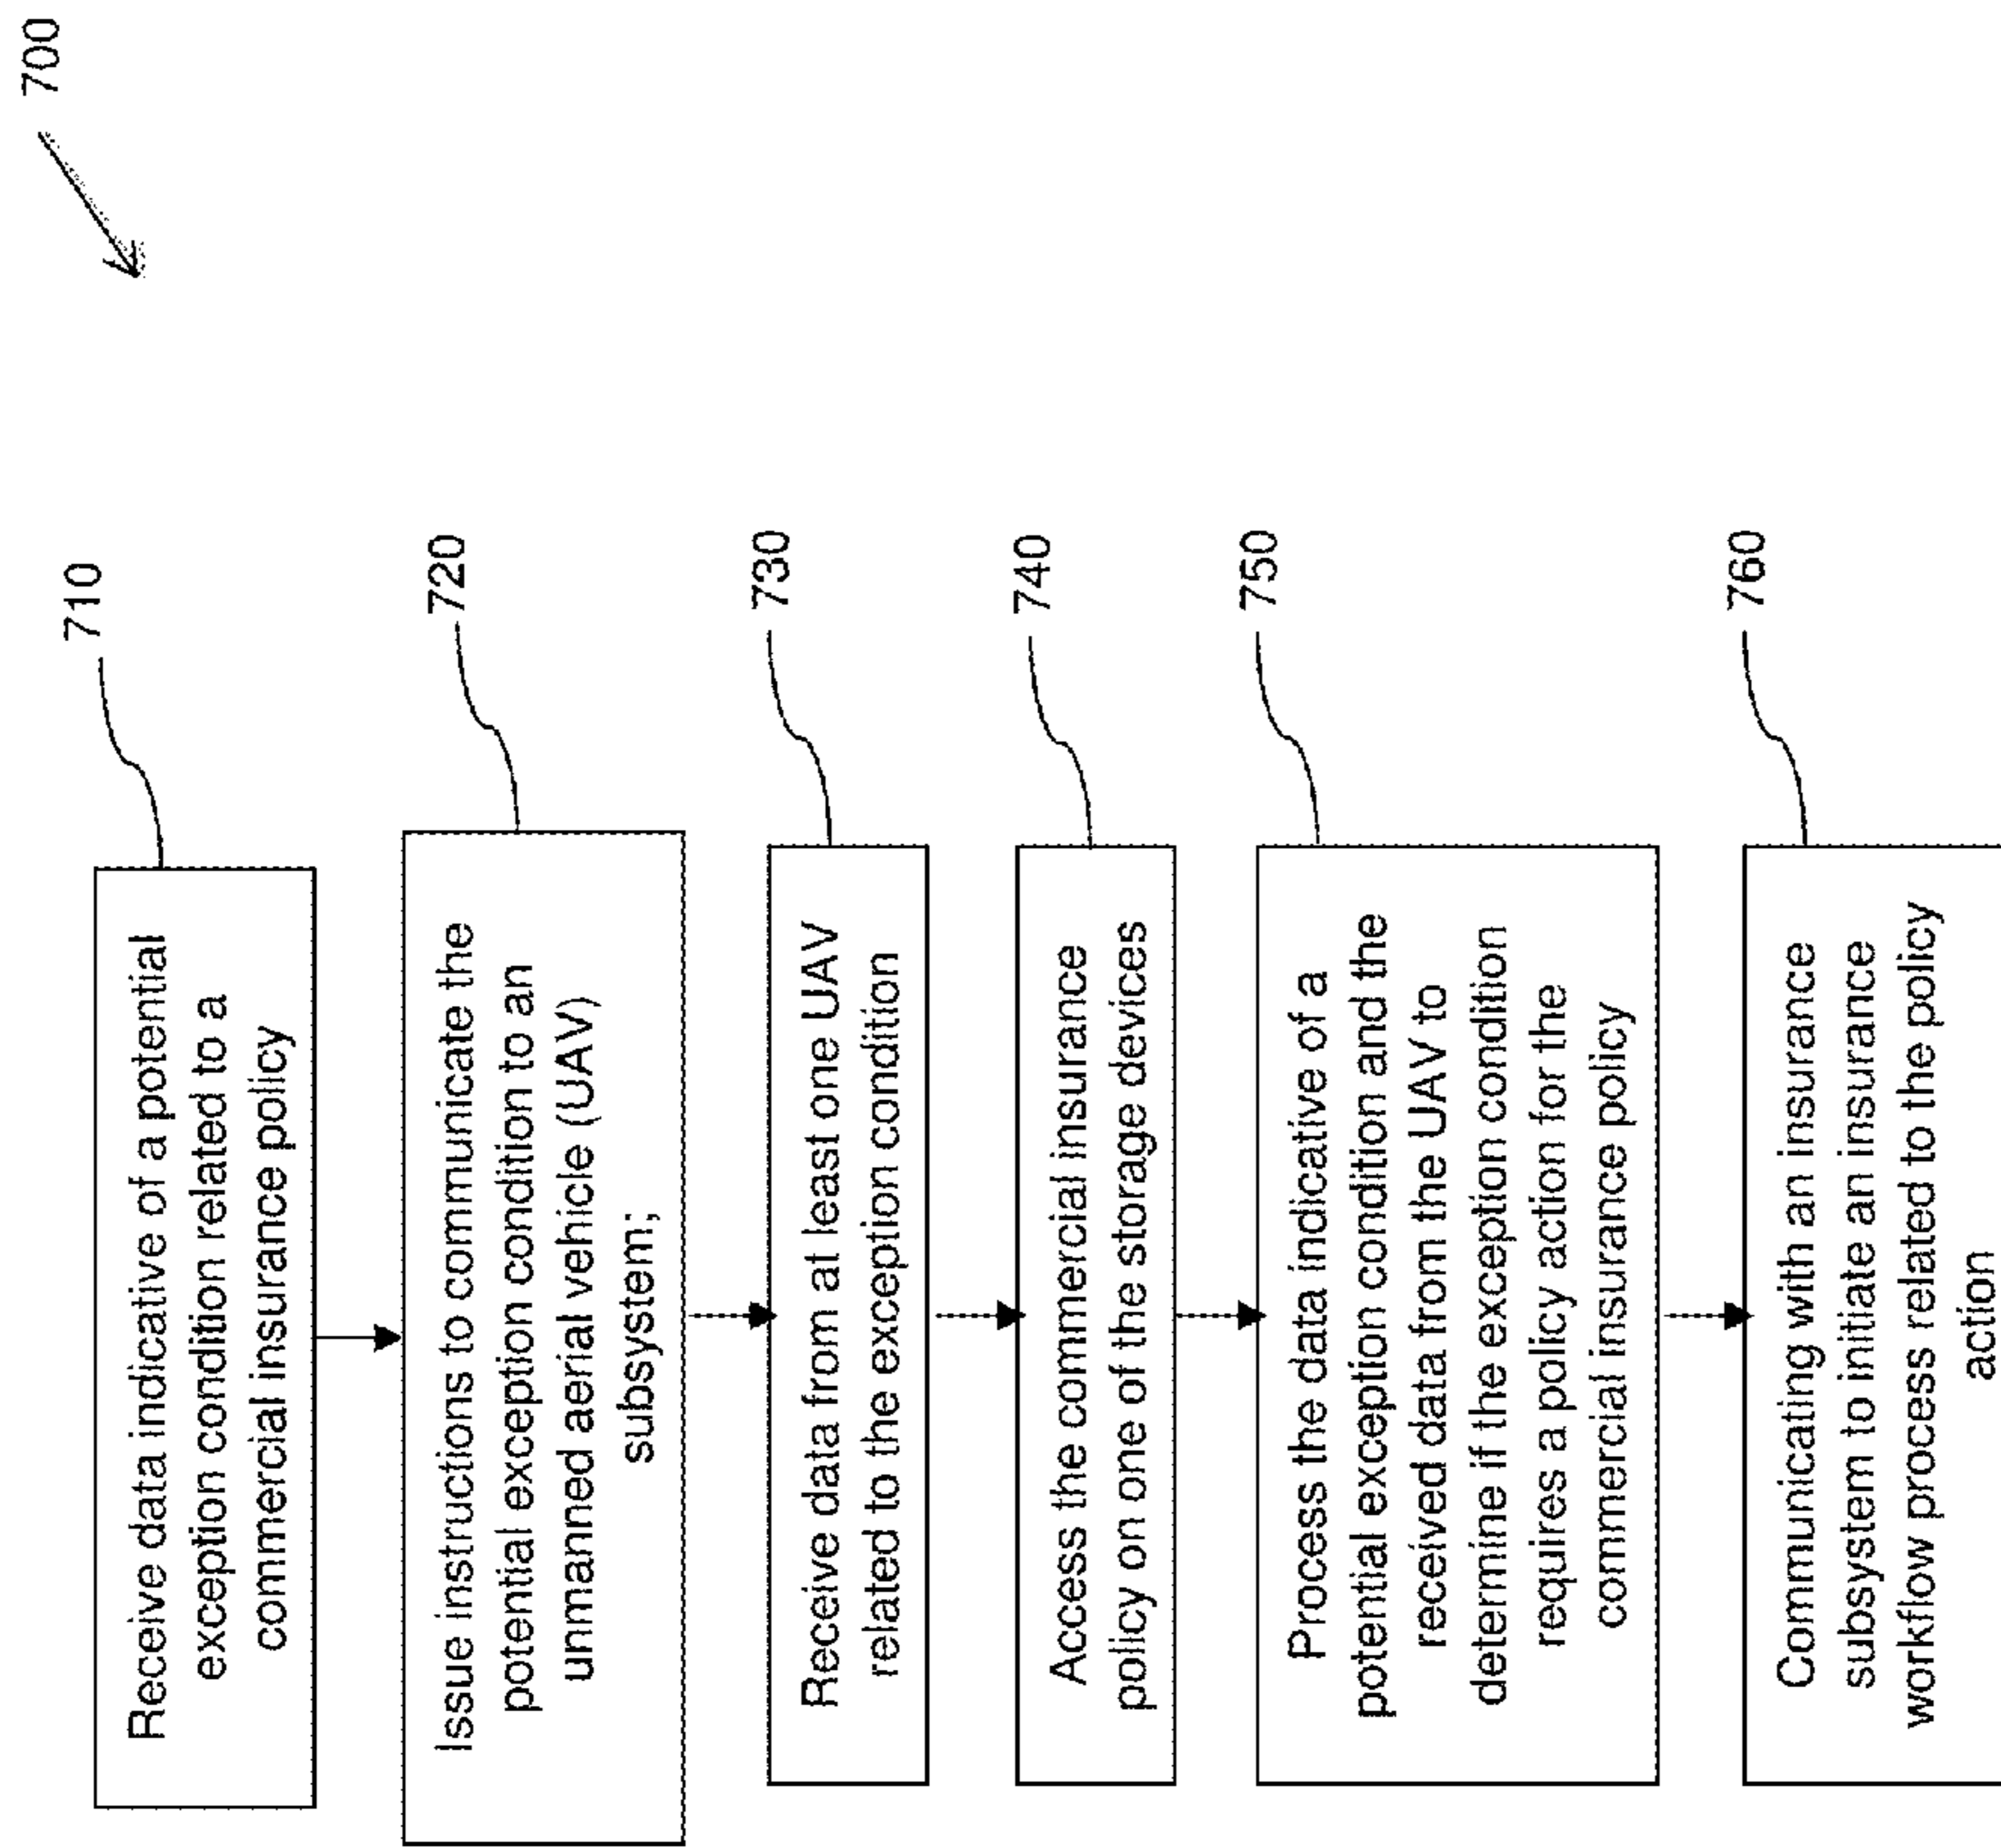 700
710
Receive data indicative of a potential
exception condition related to a
commercial insurance policy
720
Issue instructions to communicate the
potential exception condition to an
unmanned aerial vehicle (UAV)
subsystem;
730
Receive data from at least one UAV
related to the exception condition
740
Access the commercial insurance
policy on one of the storage devices
750
Process the data indicative of a
potential exception condition and the
received data from the UAV to
determine if the exception condition
requires a policy action for the
commercial insurance policy
760
Communicating with an insurance
subsystem to initiate an insurance
workflow process related to the policy
action